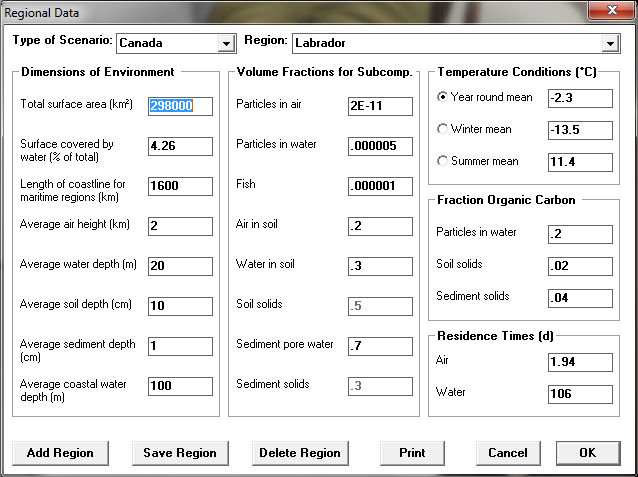 Regional Data
Type of Scenario: Canada Region: Labrador
Dimensions of Environment
Total surface area (km²) 298000
Surface covered by
water (% of total) 4.26
Length of coastline for
maritime regions (km) 1600
Average air height (km) 2
Average water depth (m) 20
Average soil depth (cm) 10
Average sediment depth
(cm) 1
Average coastal water
depth (m) 100
Volume Fractions for Subcomp.
Particles in air 2E-11
Particles in water .000005
Fish .000001
Air in soil .2
Water in soil .3
Soil solids .5
Sediment pore water .7
Sediment solids .3
Temperature Conditions (°C)
Year round mean -2.3
Winter mean -13.5
Summer mean 11.4
Fraction Organic Carbon
Particles in water .2
Soil solids .02
Sediment solids .04
Residence Times (d)
Air 1.94
Water 106
Add Region Save Region Delete Region Print Cancel OK